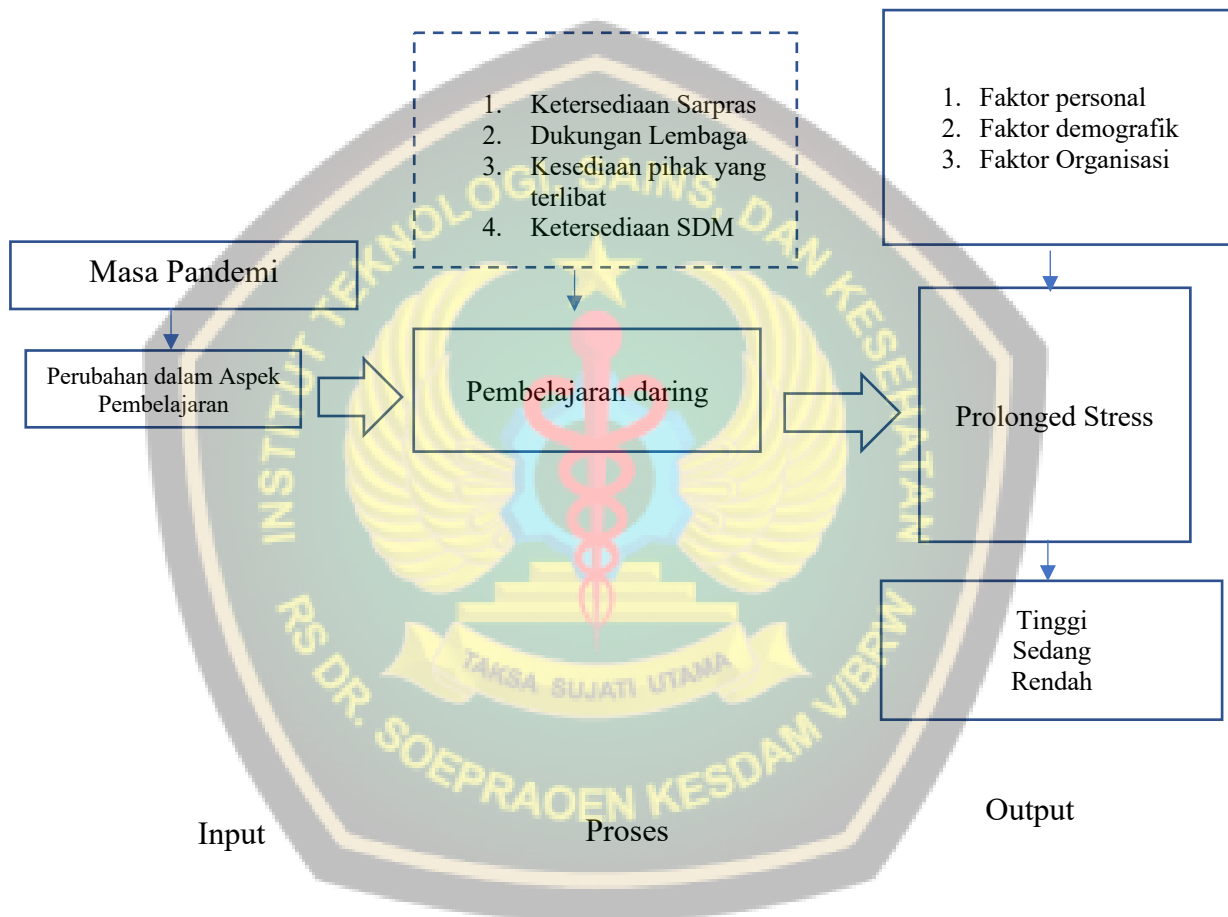 1. Ketersediaan Sarpras
2. Dukungan Lembaga
3. Kesediaan pihak yang
terlibat
4. Ketersediaan SDM
1. Faktor personal
2. Faktor demografik
3. Faktor Organisasi
Masa Pandemi
Perubahan dalam Aspek
Pembelajaran
Pembelajaran daring
Prolonged Stress
Tinggi
Sedang
Rendah
Input
Proses
Output
INSTITUT TEKNOLOGI, SAINS, DAN KESEHATAN
RS DR. SOEPRAOEN KESDAM V/BRW
TAKSA SUJATI UTAMA